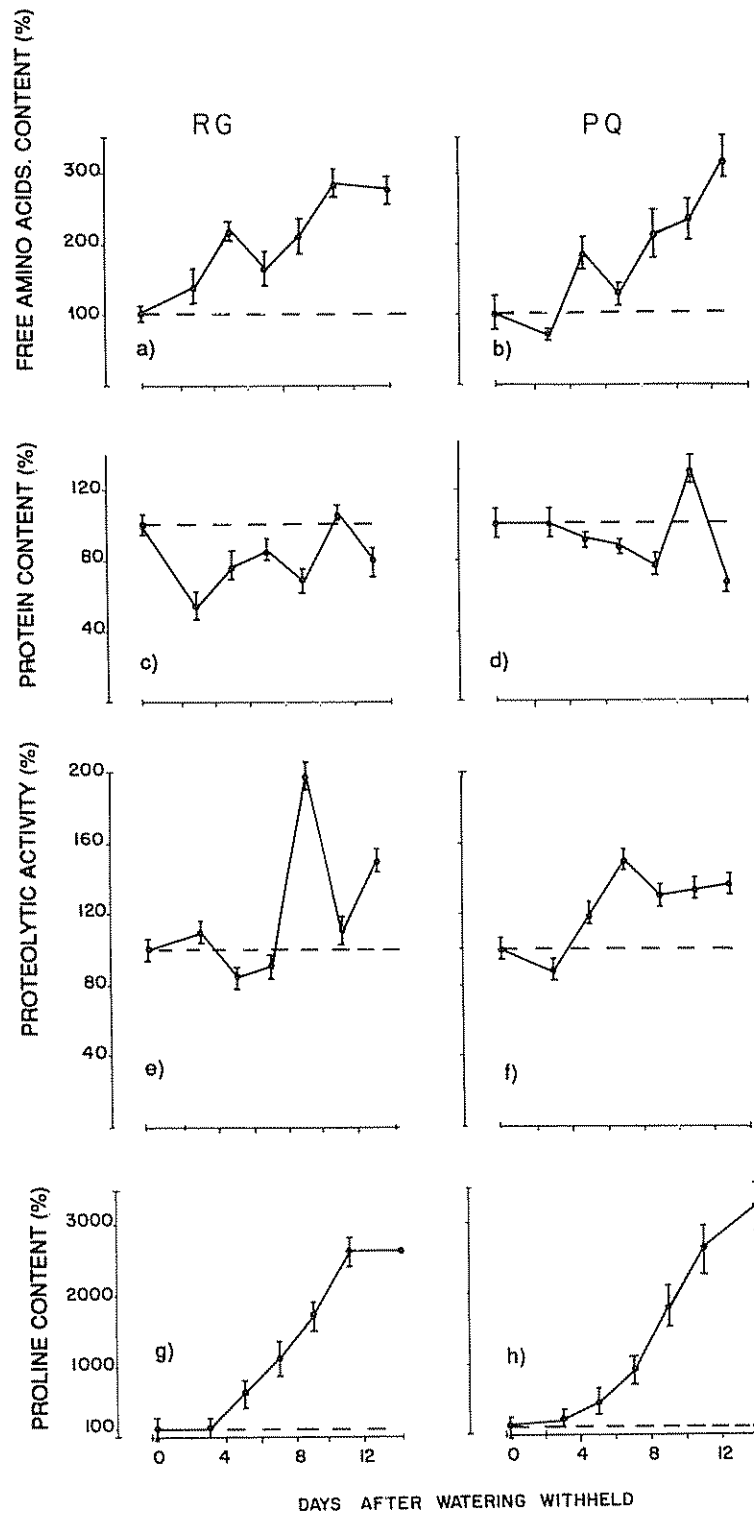 RG
PQ
FREE AMINO ACIDS. CONTENT (%)
300
200
100
a)
b)
PROTEIN CONTENT (%)
120
80
40
c)
d)
PROTEOLYTIC ACTIVITY (%)
200
160
120
80
40
e)
f)
PROLINE CONTENT (%)
3000
2000
1000
100
g)
h)
0 4 8 12
0 4 8 12
DAYS AFTER WATERING WITHHELD